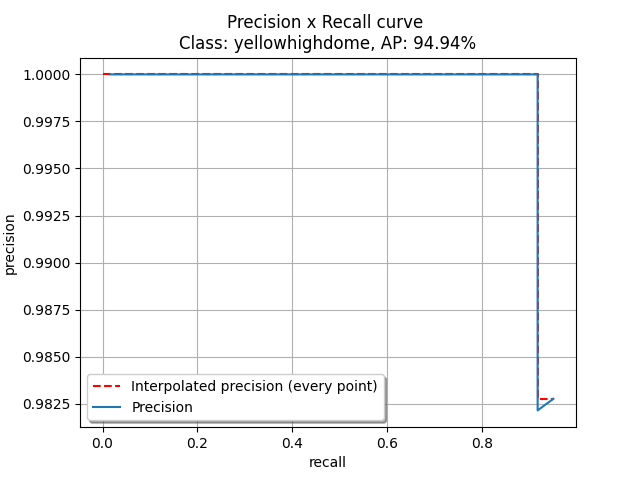 Precision x Recall curve
Class: yellowhighdome, AP: 94.94%
1.0000
0.9975
0.9950
0.9925
0.9900
0.9875
0.9850
0.9825
precision
Interpolated precision (every point)
Precision
0.0 0.2 0.4 0.6 0.8
recall